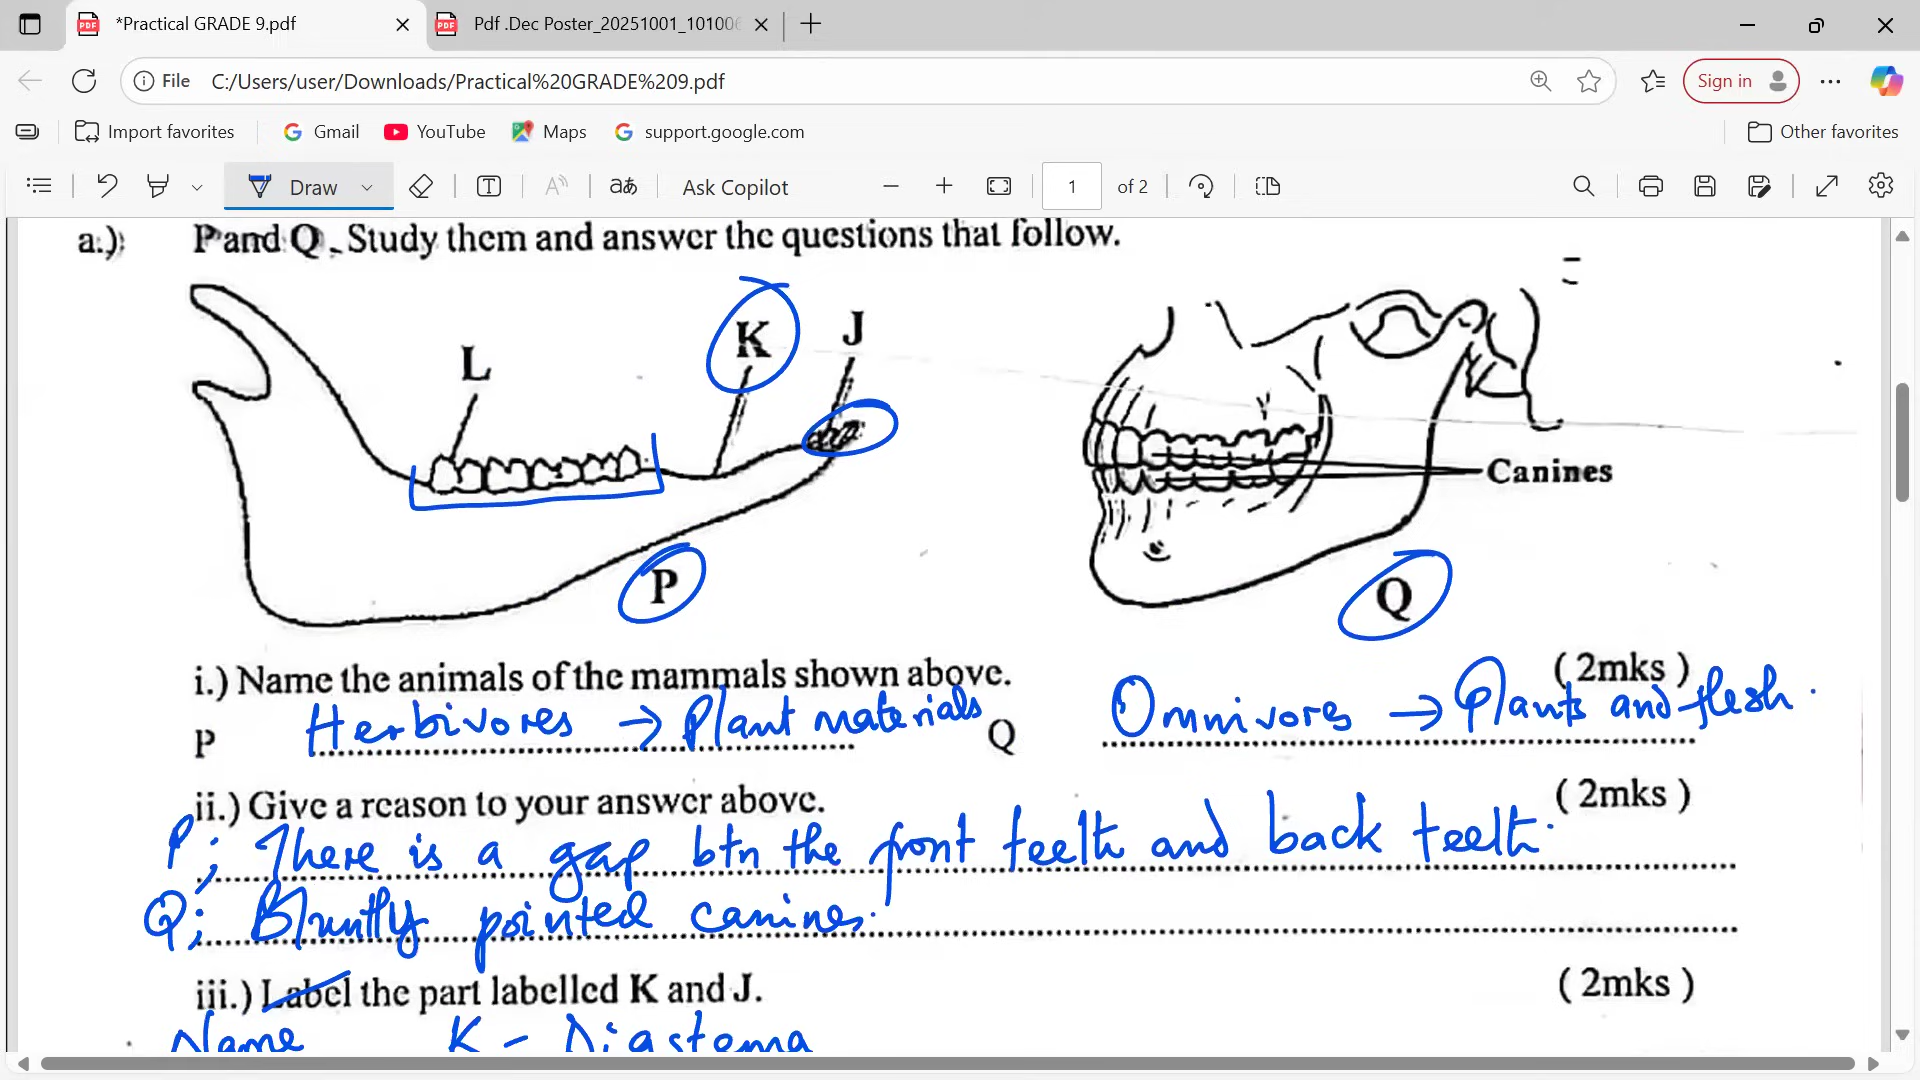 *Practical GRADE 9.pdf
Pdf .Dec Poster_20251001_101006
File C:/Users/user/Downloads/Practical%20GRADE%209.pdf
Sign in
Import favorites Gmail YouTube Maps support.google.com Other favorites
Draw Ask Copilot 1 of 2
a.) P and Q. Study them and answer the questions that follow.
L K J
Canines
P Q
i.) Name the animals of the mammals shown above. ( 2mks )
P Herbivores → Plant materials Q Omnivores → Plants and flesh.
ii.) Give a reason to your answer above. ( 2mks )
P; There is a gap btn the front teeth and back teeth.
Q; Bluntly pointed canines.
iii.) Label the part labelled K and J. ( 2mks )
Name K - Diastema